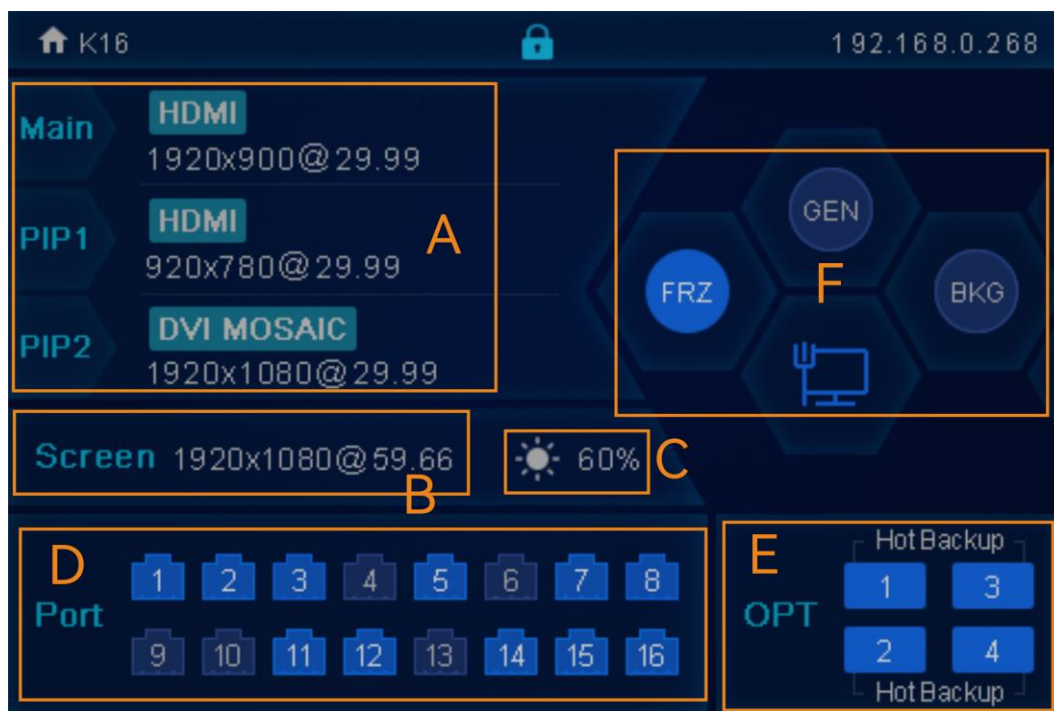 K16
192.168.0.268
Main
HDMI
1920x900@29.99
PIP1
HDMI
920x780@29.99
PIP2
DVI MOSAIC
1920x1080@29.99
A
GEN
FRZ
F
BKG
Screen 1920x1080@59.66
B
60%
C
D
Port
1 2 3 4 5 6 7 8
9 10 11 12 13 14 15 16
E
OPT
Hot Backup
1 3
2 4
Hot Backup